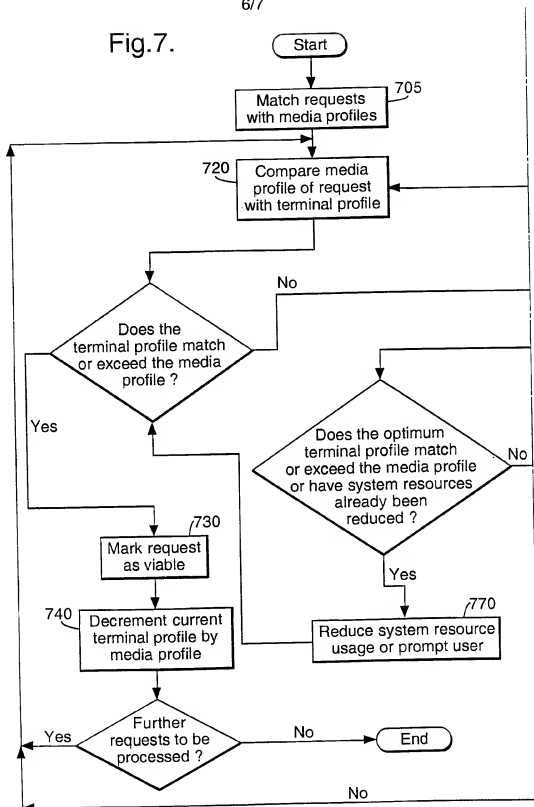 6/7
Fig.7.
Start
705
Match requests
with media profiles
720
Compare media
profile of request
with terminal profile
No
Does the
terminal profile match
or exceed the media
profile ?
Yes
Does the optimum
terminal profile match
or exceed the media profile
or have system resources
already been
reduced ?
No
730
Mark request
as viable
Yes
740
Decrement current
terminal profile by
media profile
770
Reduce system resource
usage or prompt user
Further
requests to be
processed ?
Yes
No
End
No